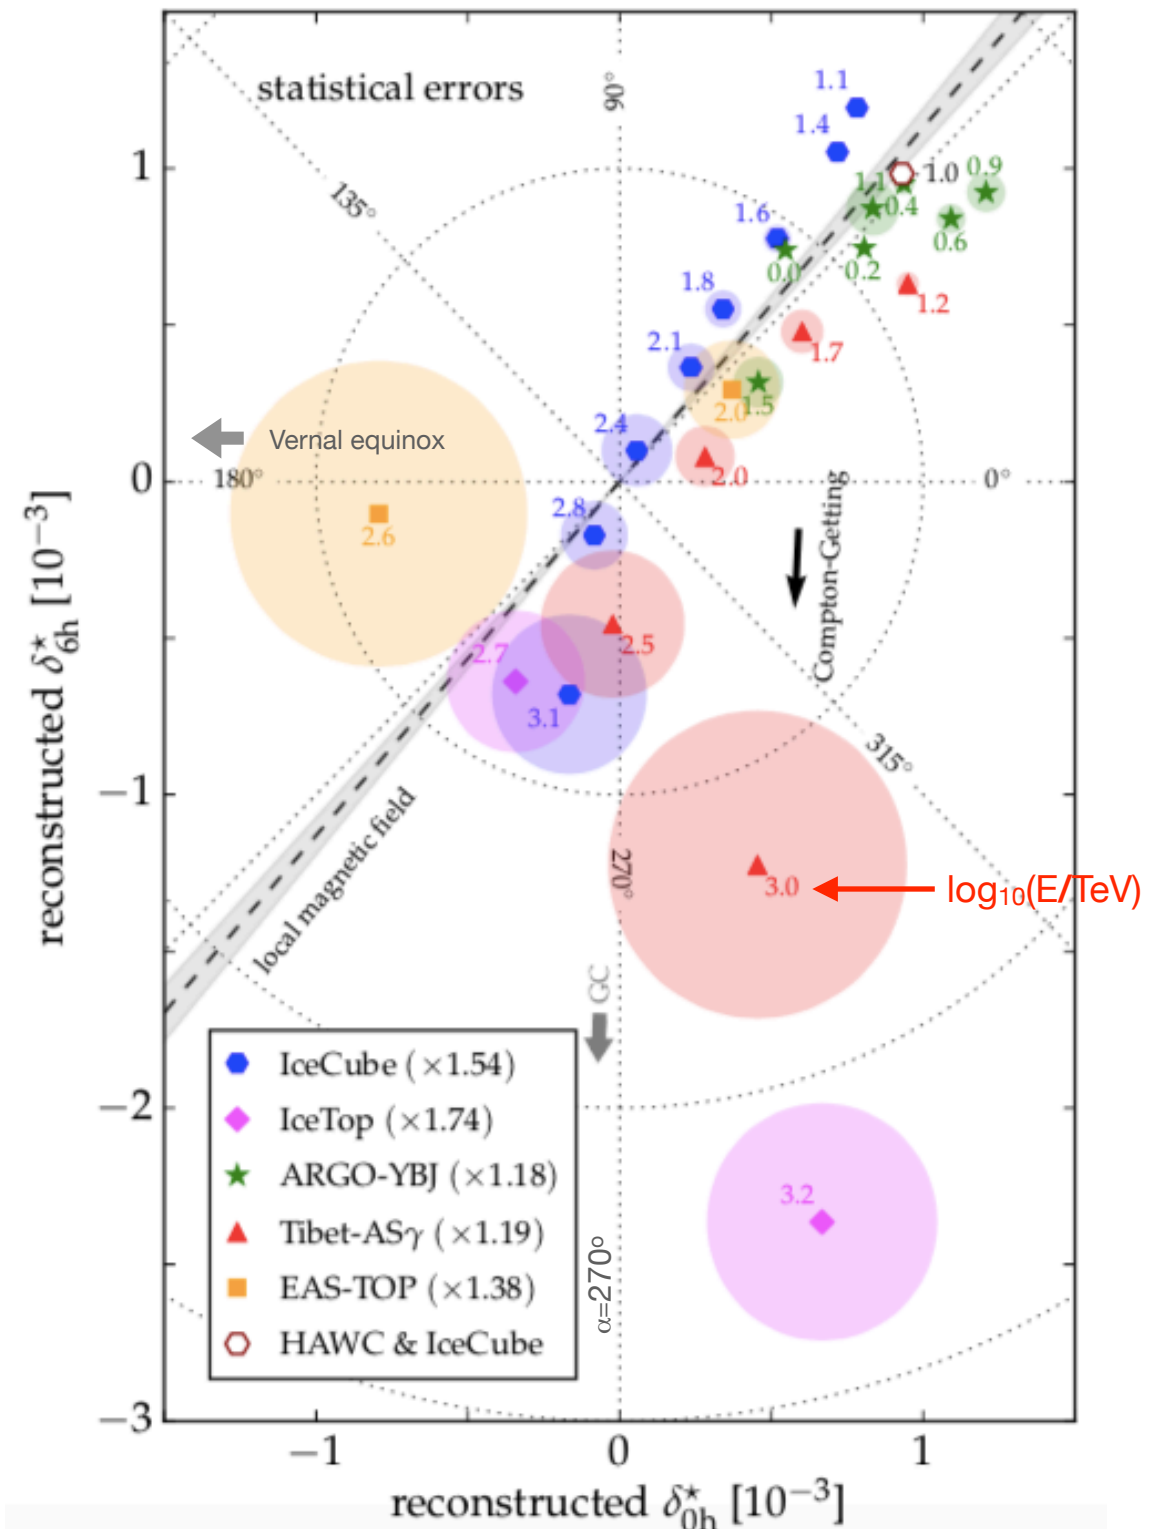 statistical errors
90°
135°
1.1
1.4
1.0
0.9
1.1
0.4
0.6
1.6
0.0
0.2
1.2
1.8
1.7
2.1
2.0
1.5
2.4
2.0
Vernal equinox
180°
0°
2.6
2.8
Compton-Getting
2.5
2.7
3.1
315°
local magnetic field
270°
3.0
log₁₀(E/TeV)
GC
3.2
α=270°
IceCube (×1.54)
IceTop (×1.74)
ARGO-YBJ (×1.18)
Tibet-ASγ (×1.19)
EAS-TOP (×1.38)
HAWC & IceCube
1
0
−1
−2
−3
−1
0
1
reconstructed δ⋆6h [10⁻³]
reconstructed δ⋆0h [10⁻³]